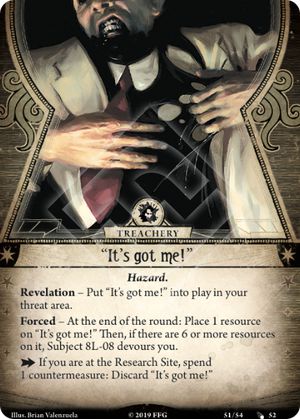 TREACHERY
“It’s got me!”
Hazard.
Revelation – Put “It’s got me!” into play in your
threat area.
Forced – At the end of the round: Place 1 resource
on “It’s got me!” Then, if there are 6 or more resources
on it, Subject 8L-08 devours you.
If you are at the Research Site, spend
1 countermeasure: Discard “It’s got me!”
Illus. Brian Valenzuela
© 2019 FFG
51/54
52